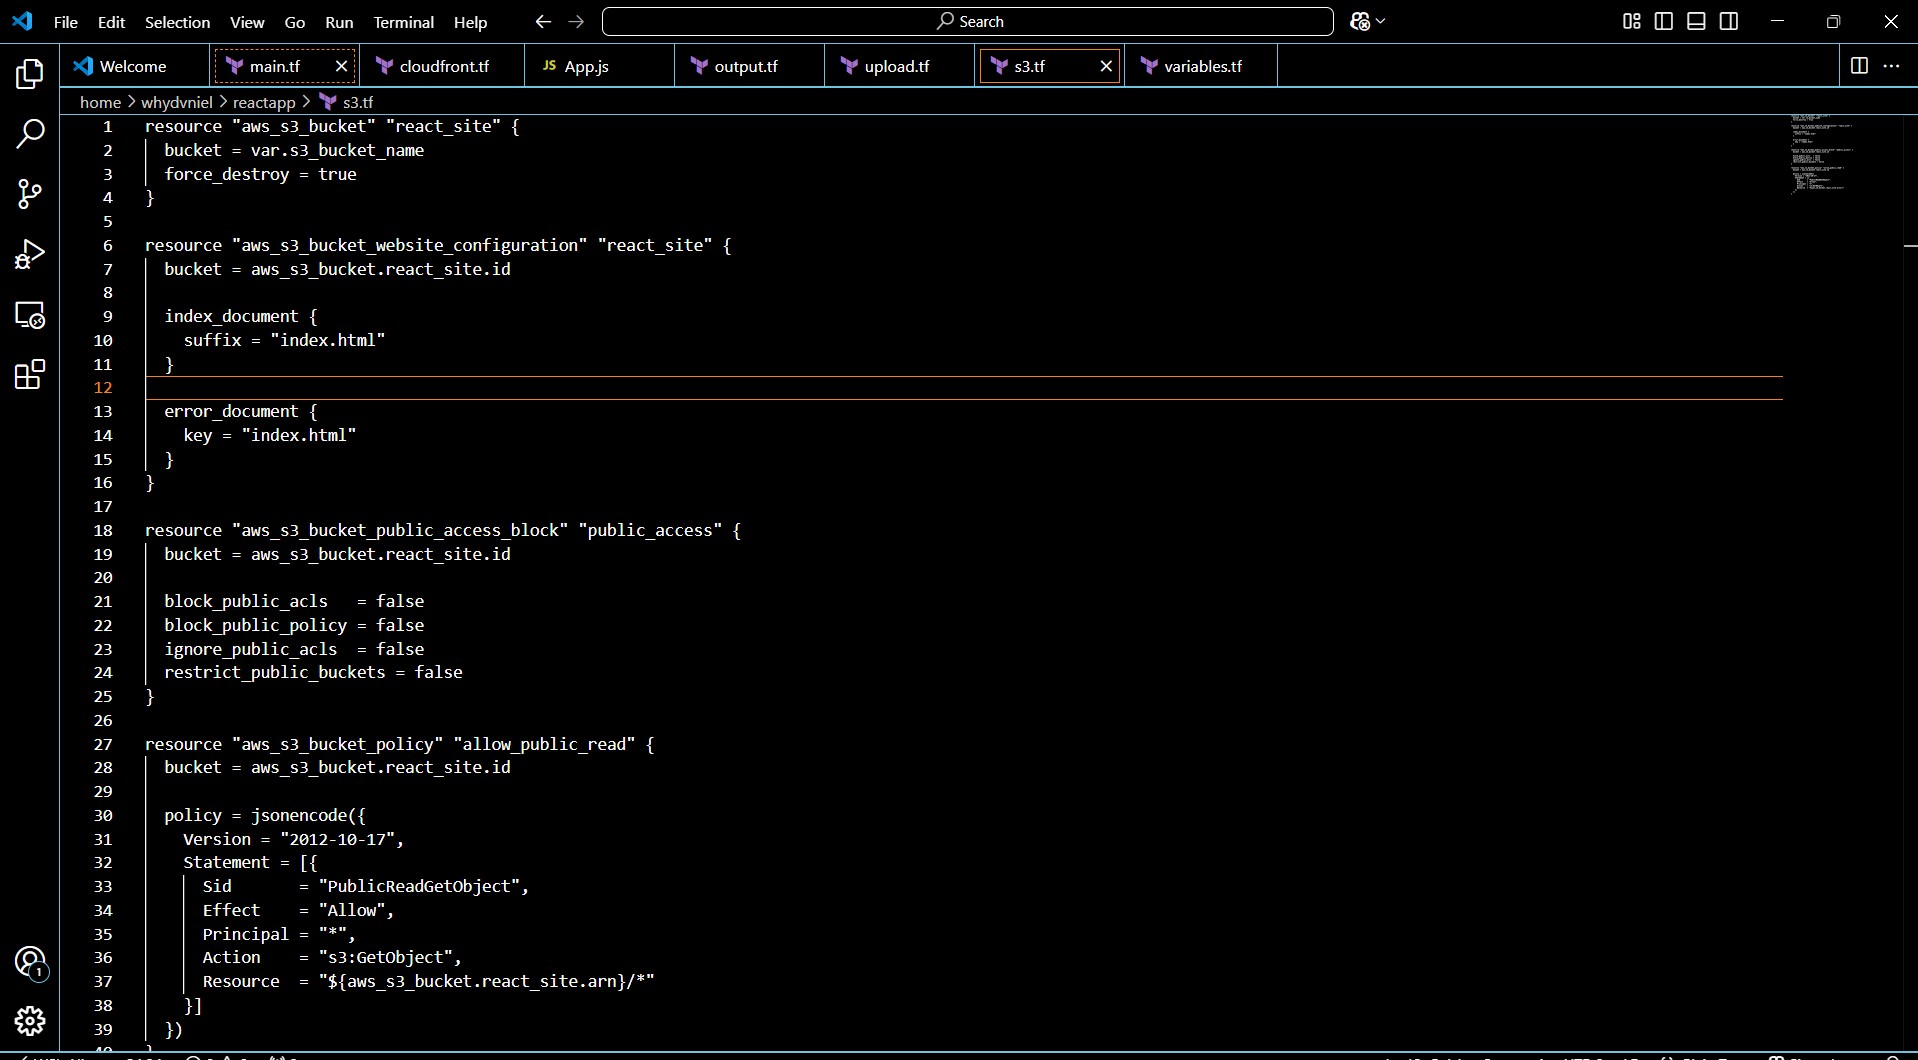 File Edit Selection View Go Run Terminal Help Search
Welcome main.tf cloudfront.tf JS App.js output.tf upload.tf s3.tf variables.tf
home > whydvniel > reactapp > s3.tf
1 resource "aws_s3_bucket" "react_site" {
2 bucket = var.s3_bucket_name
3 force_destroy = true
4 }
5
6 resource "aws_s3_bucket_website_configuration" "react_site" {
7 bucket = aws_s3_bucket.react_site.id
8
9 index_document {
10 suffix = "index.html"
11 }
12
13 error_document {
14 key = "index.html"
15 }
16 }
17
18 resource "aws_s3_bucket_public_access_block" "public_access" {
19 bucket = aws_s3_bucket.react_site.id
20
21 block_public_acls   = false
22 block_public_policy = false
23 ignore_public_acls  = false
24 restrict_public_buckets = false
25 }
26
27 resource "aws_s3_bucket_policy" "allow_public_read" {
28 bucket = aws_s3_bucket.react_site.id
29
30 policy = jsonencode({
31 Version = "2012-10-17",
32 Statement = [{
33 Sid       = "PublicReadGetObject",
34 Effect    = "Allow",
35 Principal = "*",
36 Action    = "s3:GetObject",
37 Resource  = "${aws_s3_bucket.react_site.arn}/*"
38 }]
39 })
1